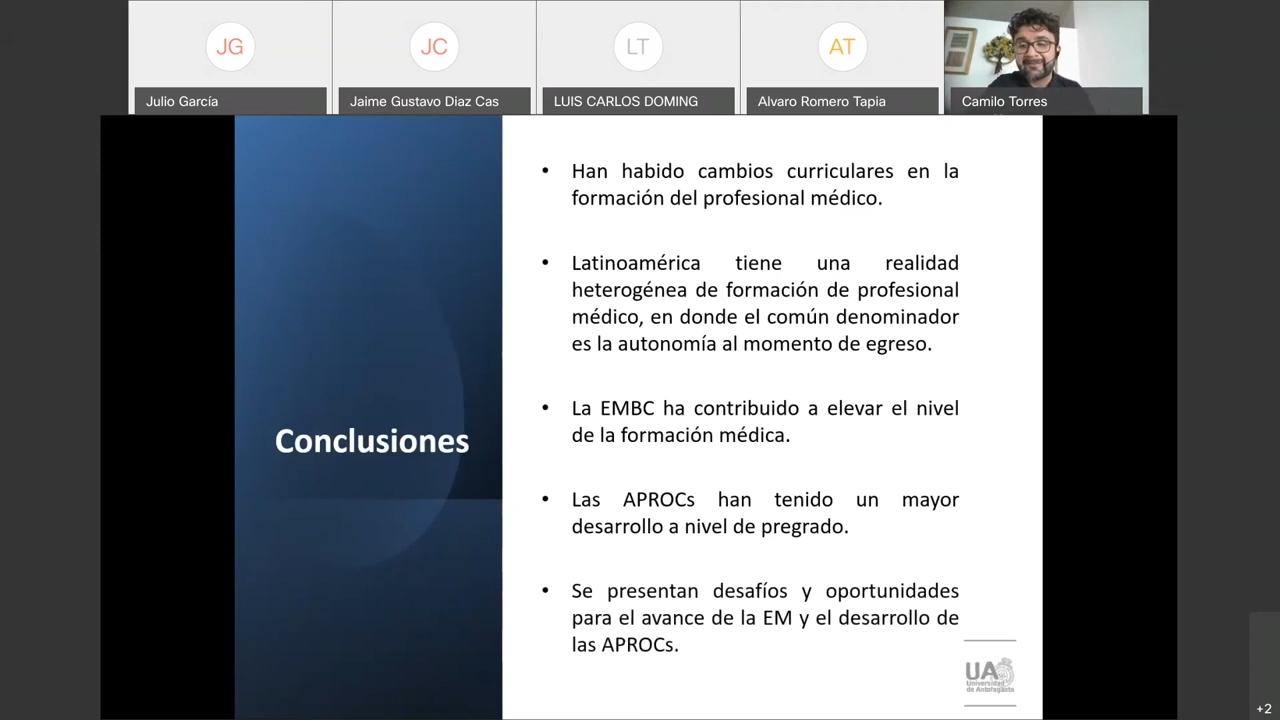 JG
JC
LT
AT
Julio García
Jaime Gustavo Diaz Cas
LUIS CARLOS DOMING
Alvaro Romero Tapia
Camilo Torres
Conclusiones
• Han habido cambios curriculares en la
formación del profesional médico.
• Latinoamérica tiene una realidad
heterogénea de formación de profesional
médico, en donde el común denominador
es la autonomía al momento de egreso.
• La EMBC ha contribuido a elevar el nivel
de la formación médica.
• Las APROCs han tenido un mayor
desarrollo a nivel de pregrado.
• Se presentan desafíos y oportunidades
para el avance de la EM y el desarrollo de
las APROCs.
UA
Universidad
de Antofagasta
+2